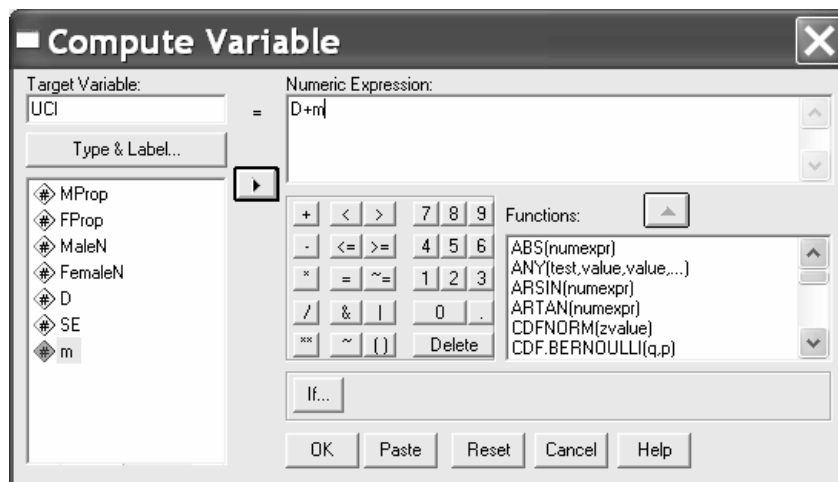 Compute Variable
Target Variable:
UCI
=
Numeric Expression:
D+m
Type & Label...
MProp
FProp
MaleN
FemaleN
D
SE
m
+ < > 7 8 9
- <= >= 4 5 6
* = ~= 1 2 3
/ & | 0 .
** ~ () Delete
Functions:
ABS(numexpr)
ANY(test,value,value,...)
ARSIN(numexpr)
ARTAN(numexpr)
CDFNORM(zvalue)
CDF.BERNOULLI(q,p)
If...
OK Paste Reset Cancel Help